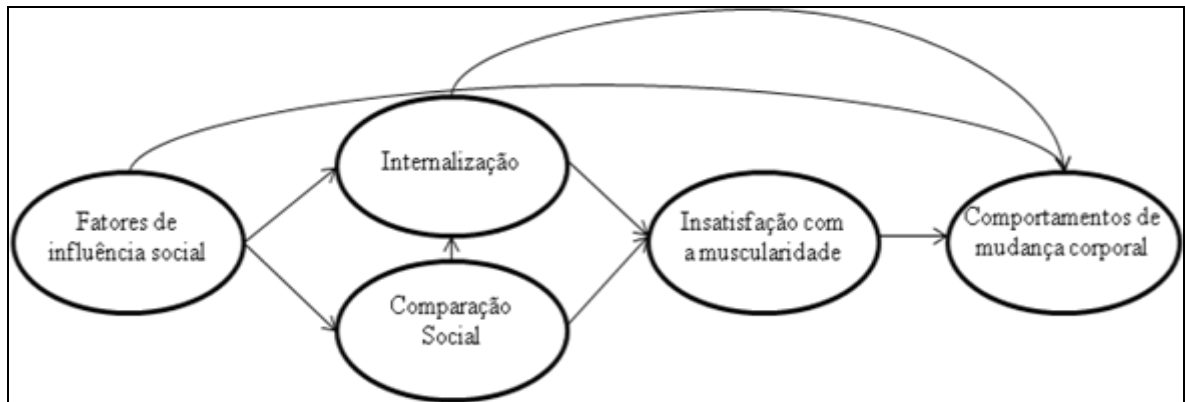 Internalização
Fatores de
influência social
Comparação
Social
Insatisfação com
a muscularidade
Comportamentos de
mudança corporal